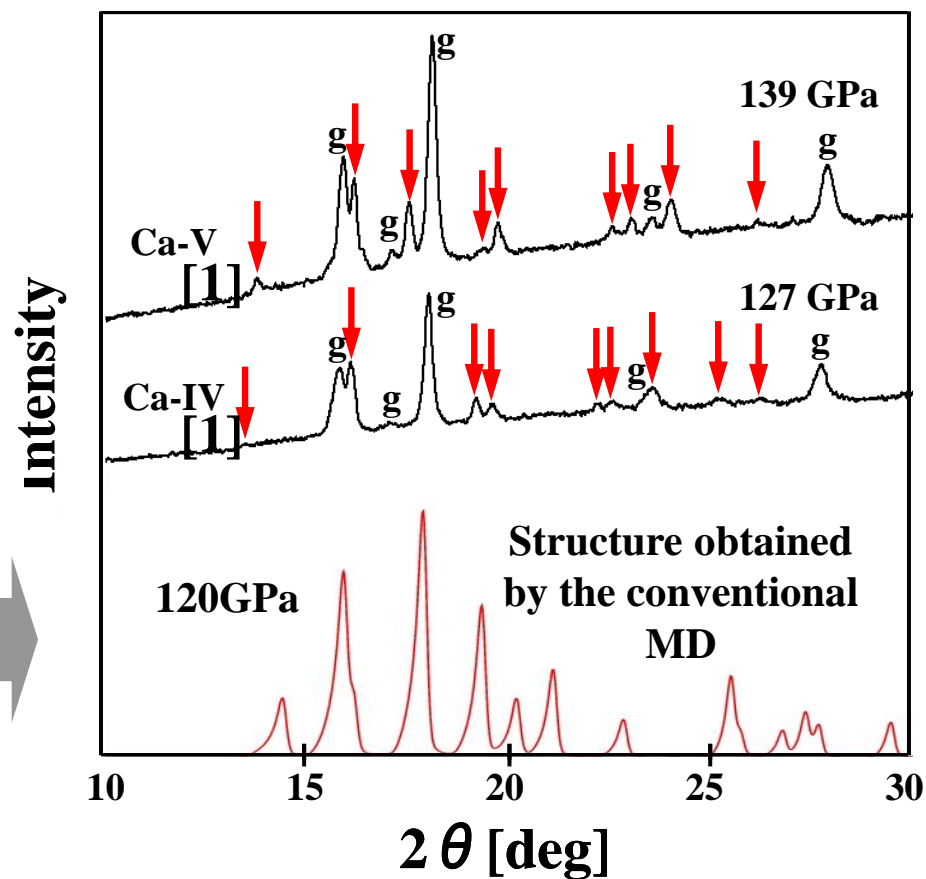 g
g
139 GPa
g
g
g
Ca-V
[1]
Intensity
127 GPa
g
g
g
g
g
Ca-IV
[1]
Structure obtained
by the conventional
MD
120GPa
10
15
20
25
30
2 θ [deg]